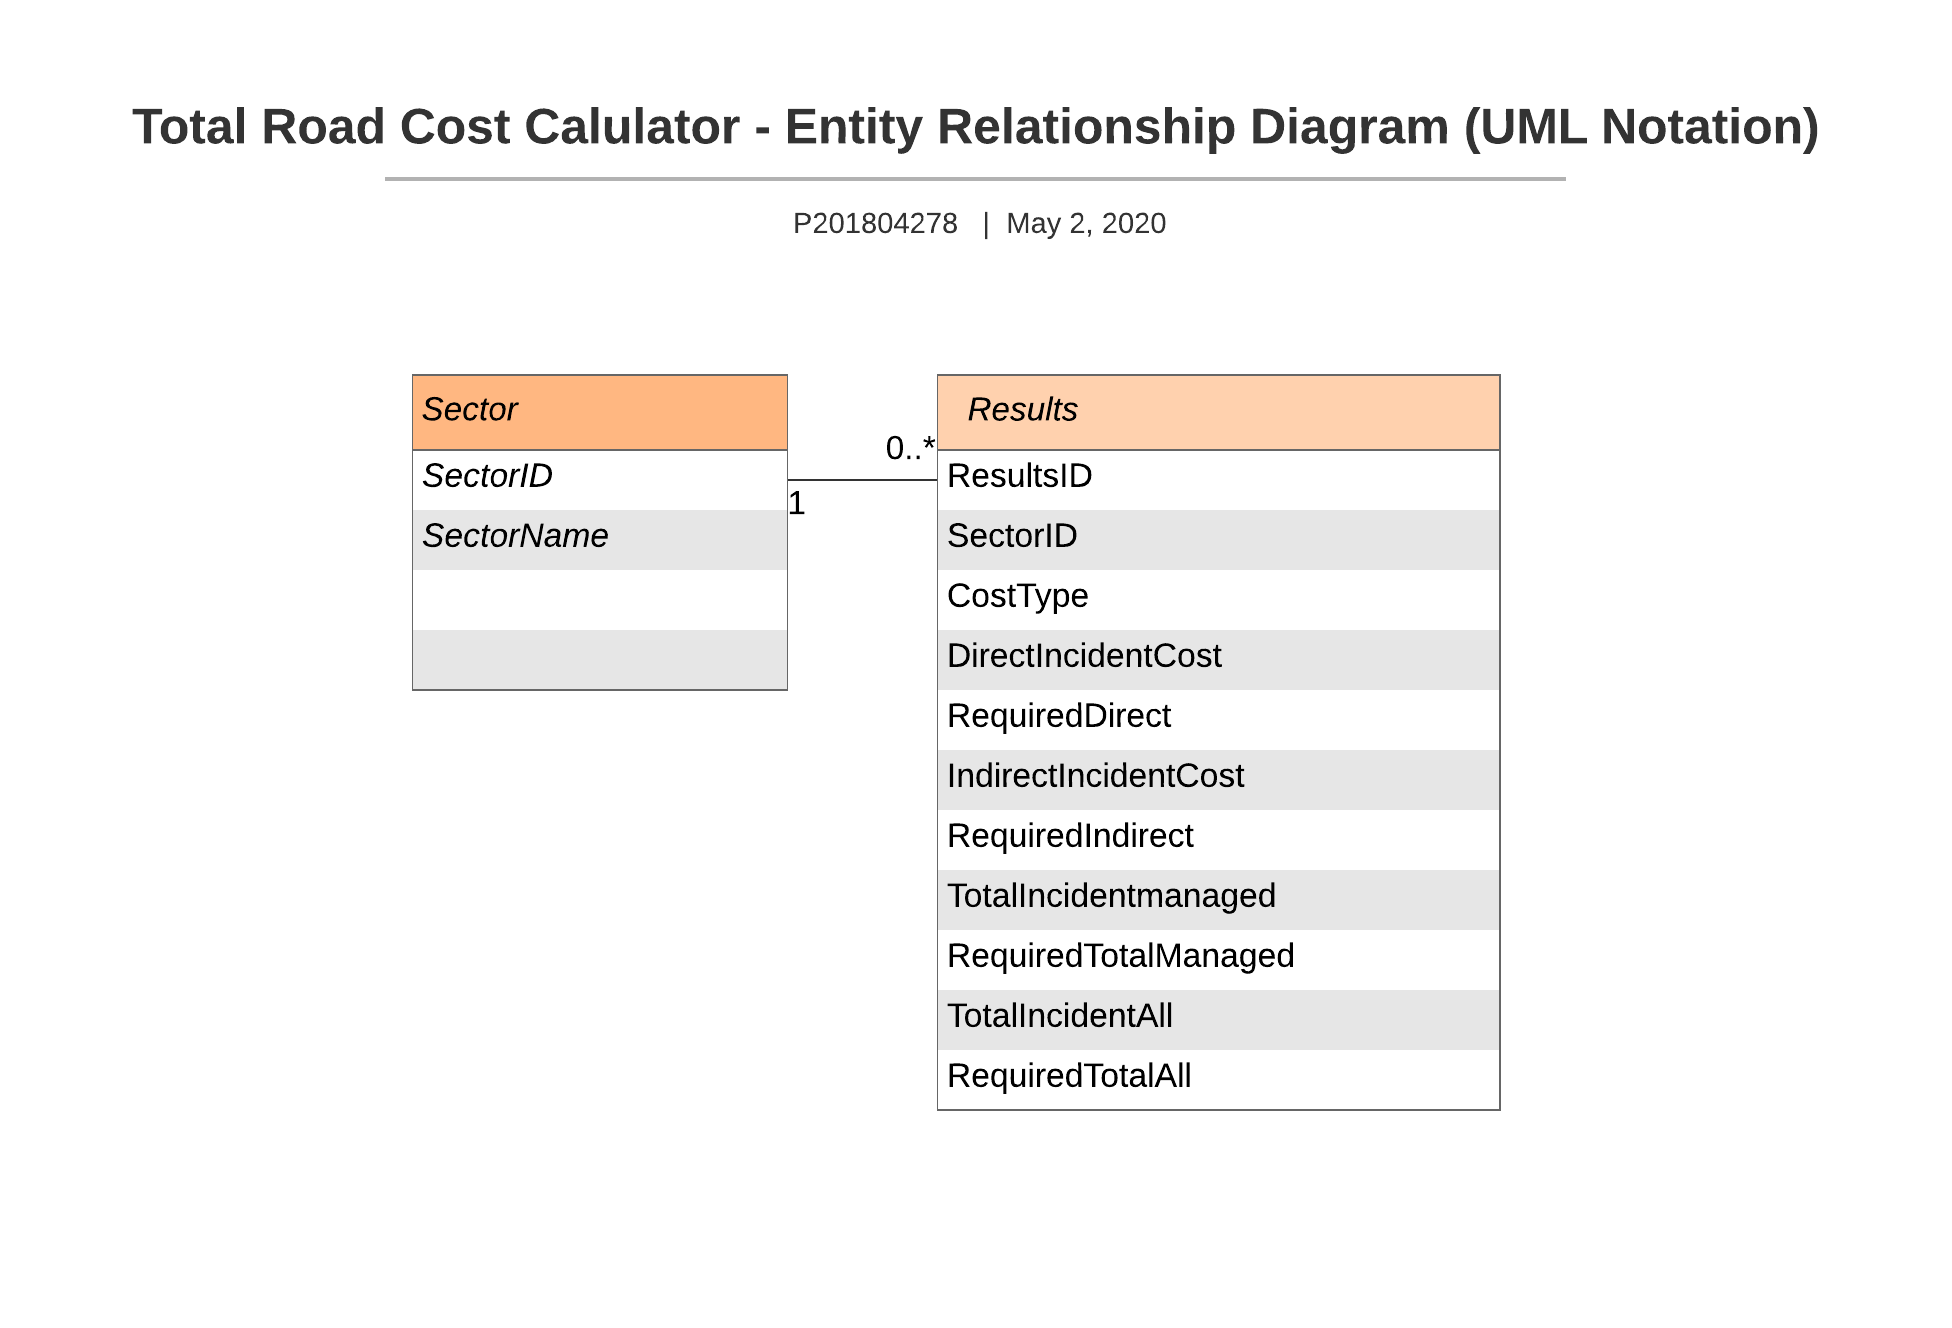 Total Road Cost Calulator - Entity Relationship Diagram (UML Notation)
P201804278 | May 2, 2020
Sector
SectorID
SectorName
0..*
1
Results
ResultsID
SectorID
CostType
DirectIncidentCost
RequiredDirect
IndirectIncidentCost
RequiredIndirect
TotalIncidentmanaged
RequiredTotalManaged
TotalIncidentAll
RequiredTotalAll